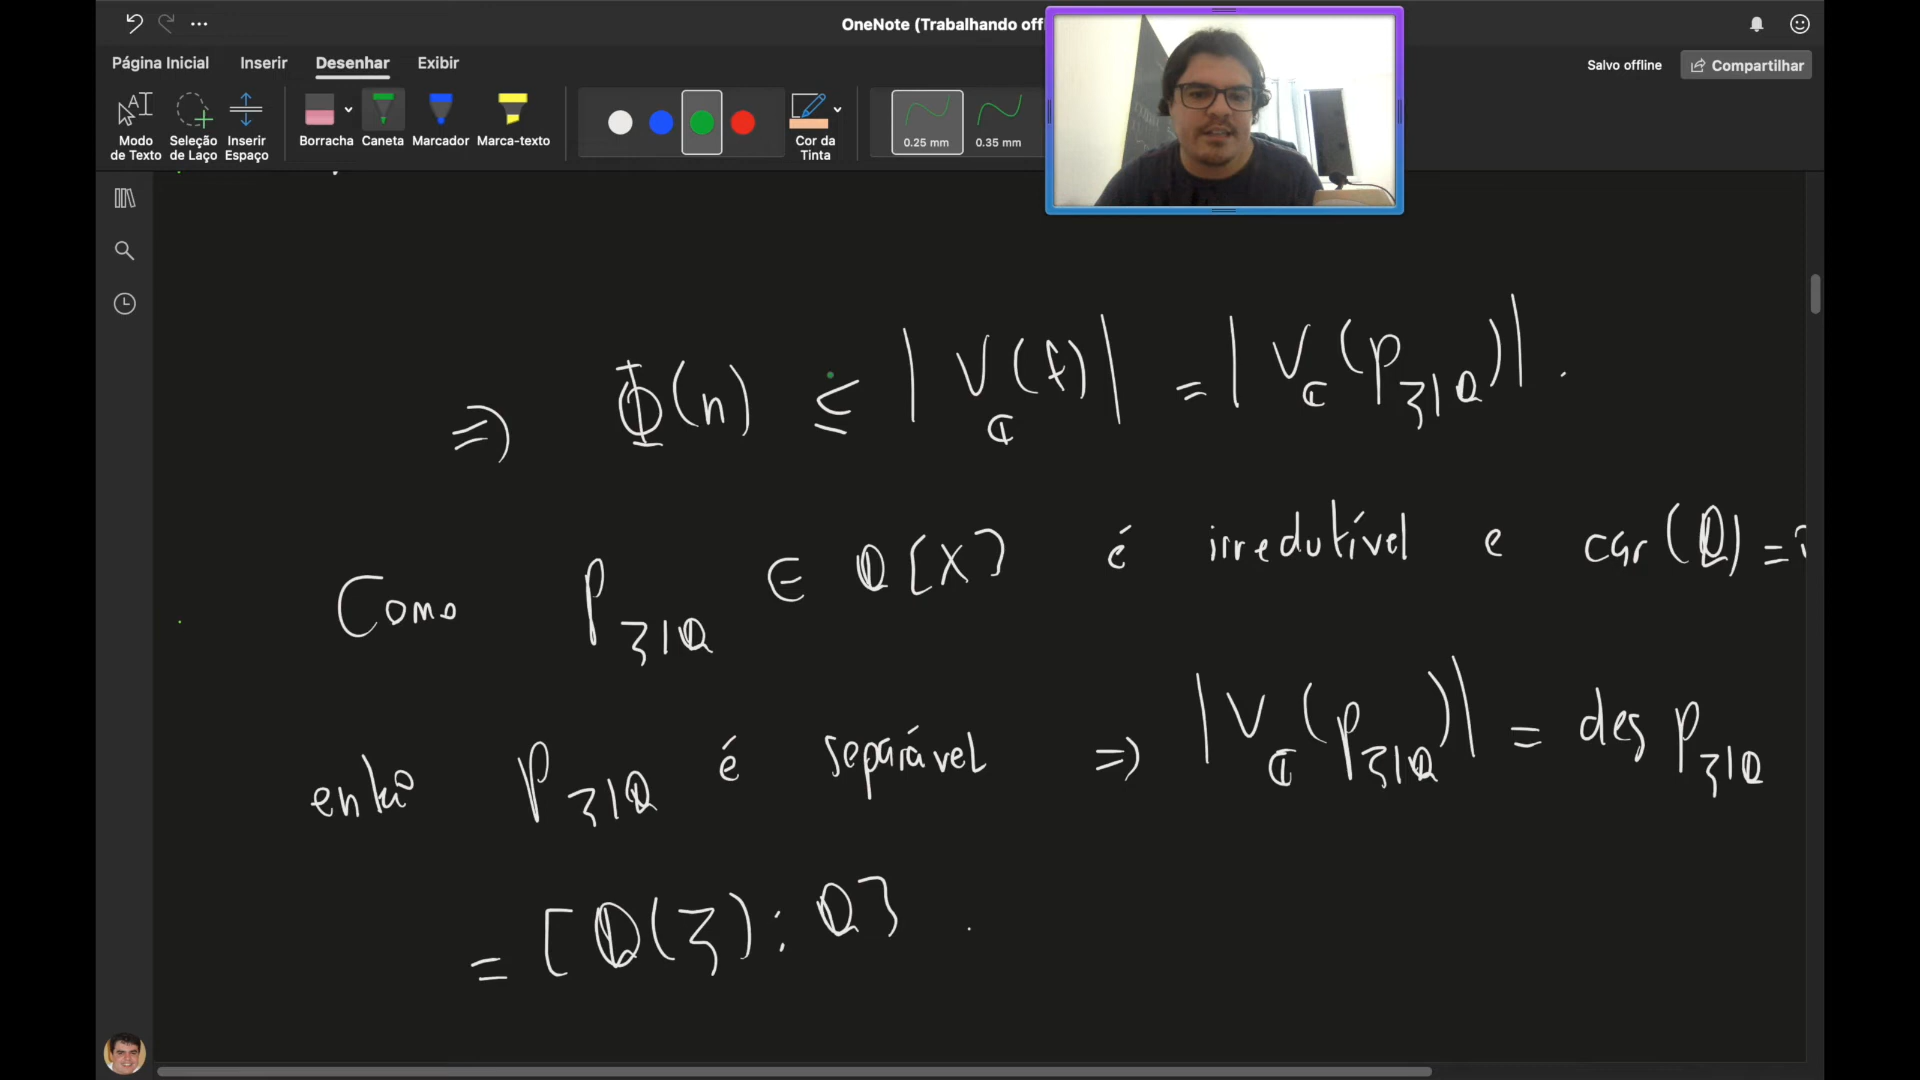 OneNote (Trabalhando offl
Página Inicial Inserir Desenhar Exibir
Salvo offline Compartilhar
Modo de Texto
Seleção de Laço
Inserir Espaço
Borracha Caneta Marcador Marca-texto
Cor da Tinta
0.25 mm 0.35 mm
⇒ Φ(n) ≤ |V_ℂ(f)| = |V_ℂ(p_{ζ|ℚ})|.
Como p_{ζ|ℚ} ∈ ℚ[X] é irredutível e car(ℚ) =
então p_{ζ|ℚ} é separável ⇒ |V_ℂ(p_{ζ|ℚ})| = deg p_{ζ|ℚ}
= [ℚ(ζ) : ℚ] .